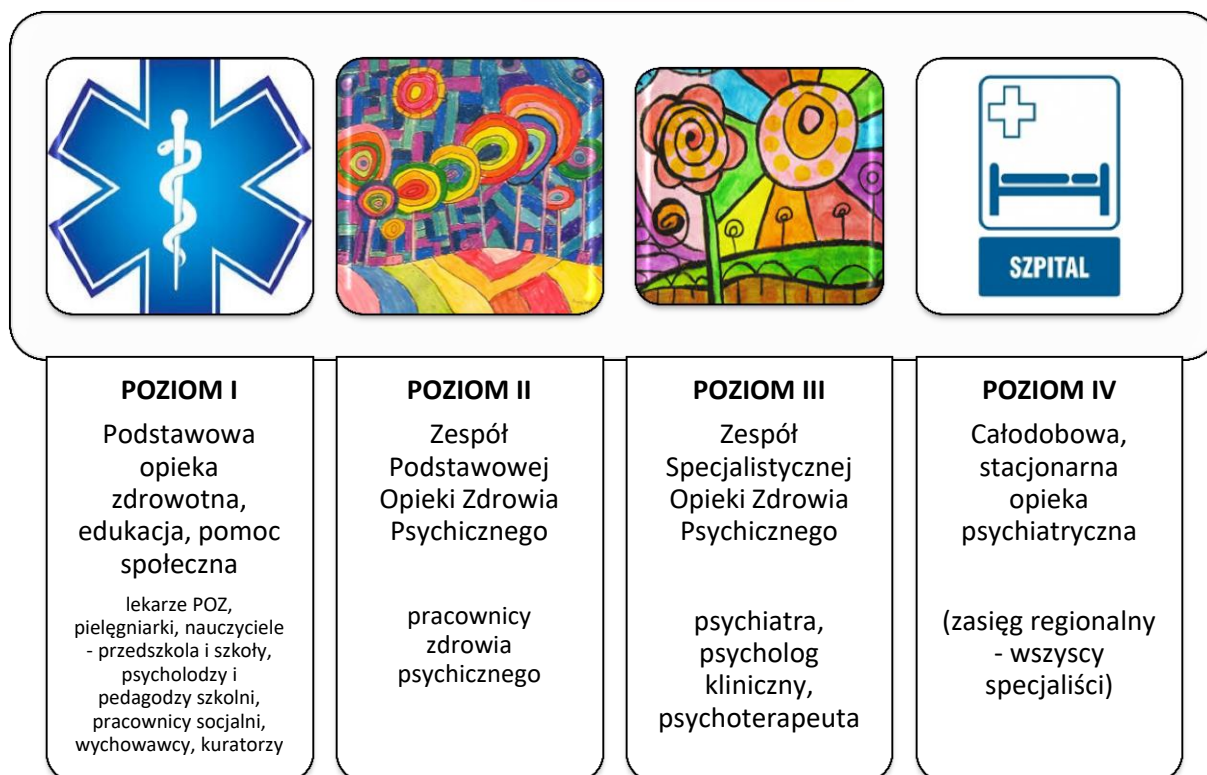 SZPITAL
POZIOM I
Podstawowa
opieka
zdrowotna,
edukacja, pomoc
społeczna
lekarze POZ,
pielęgniarki, nauczyciele
- przedszkola i szkoły,
psycholodzy i
pedagodzy szkolni,
pracownicy socjalni,
wychowawcy, kuratorzy
POZIOM II
Zespół
Podstawowej
Opieki Zdrowia
Psychicznego
pracownicy
zdrowia
psychicznego
POZIOM III
Zespół
Specjalistycznej
Opieki Zdrowia
Psychicznego
psychiatra,
psycholog
kliniczny,
psychoterapeuta
POZIOM IV
Całodobowa,
stacjonarna
opieka
psychiatryczna
(zasięg regionalny
- wszyscy
specjaliści)